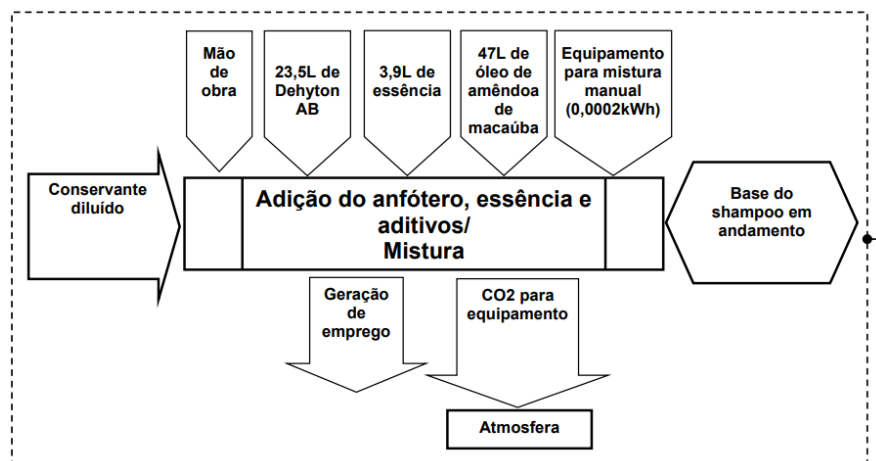 Mão
de
obra
23,5L de
Dehyton
AB
3,9L de
essência
47L de
óleo de
amêndoa
de
macaúba
Equipamento
para mistura
manual
(0,0002kWh)
Conservante
diluído
Adição do anfótero, essência e
aditivos/
Mistura
Base do
shampoo em
andamento
Geração
de
emprego
CO2 para
equipamento
Atmosfera